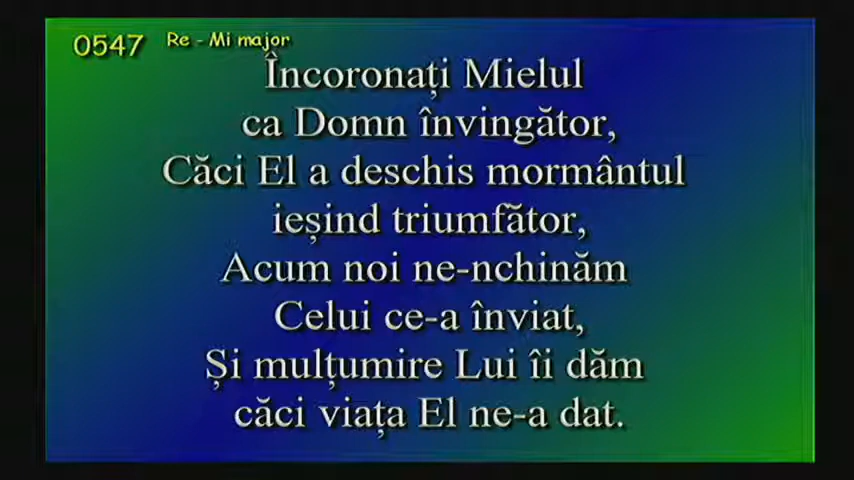 0547 Re - Mi major
Încoronați Mielul
ca Domn învingător,
Căci El a deschis mormântul
ieșind triumfător,
Acum noi ne-nchinăm
Celui ce-a înviat,
Și mulțumire Lui îi dăm
căci viața El ne-a dat.